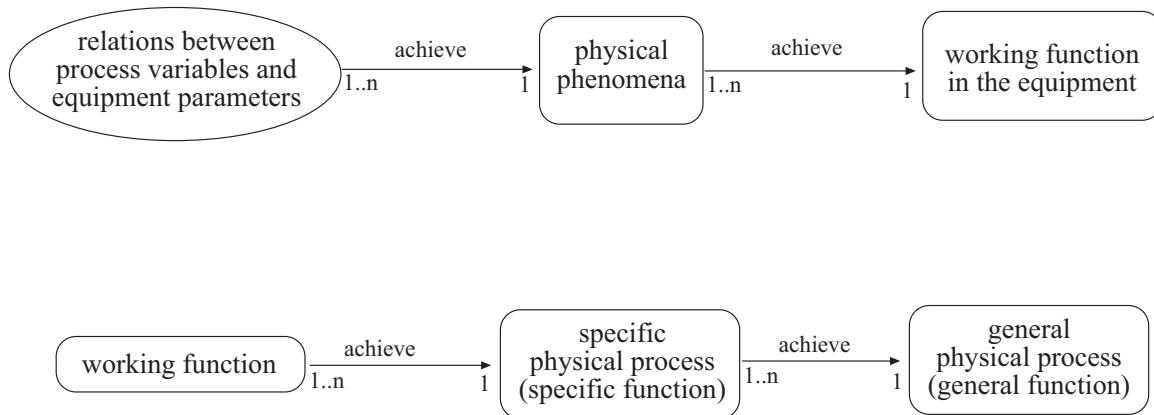 relations between
process variables and
equipment parameters
achieve
1..n
1
physical
phenomena
achieve
1..n
1
working function
in the equipment
working function
achieve
1..n
1
specific
physical process
(specific function)
achieve
1..n
1
general
physical process
(general function)